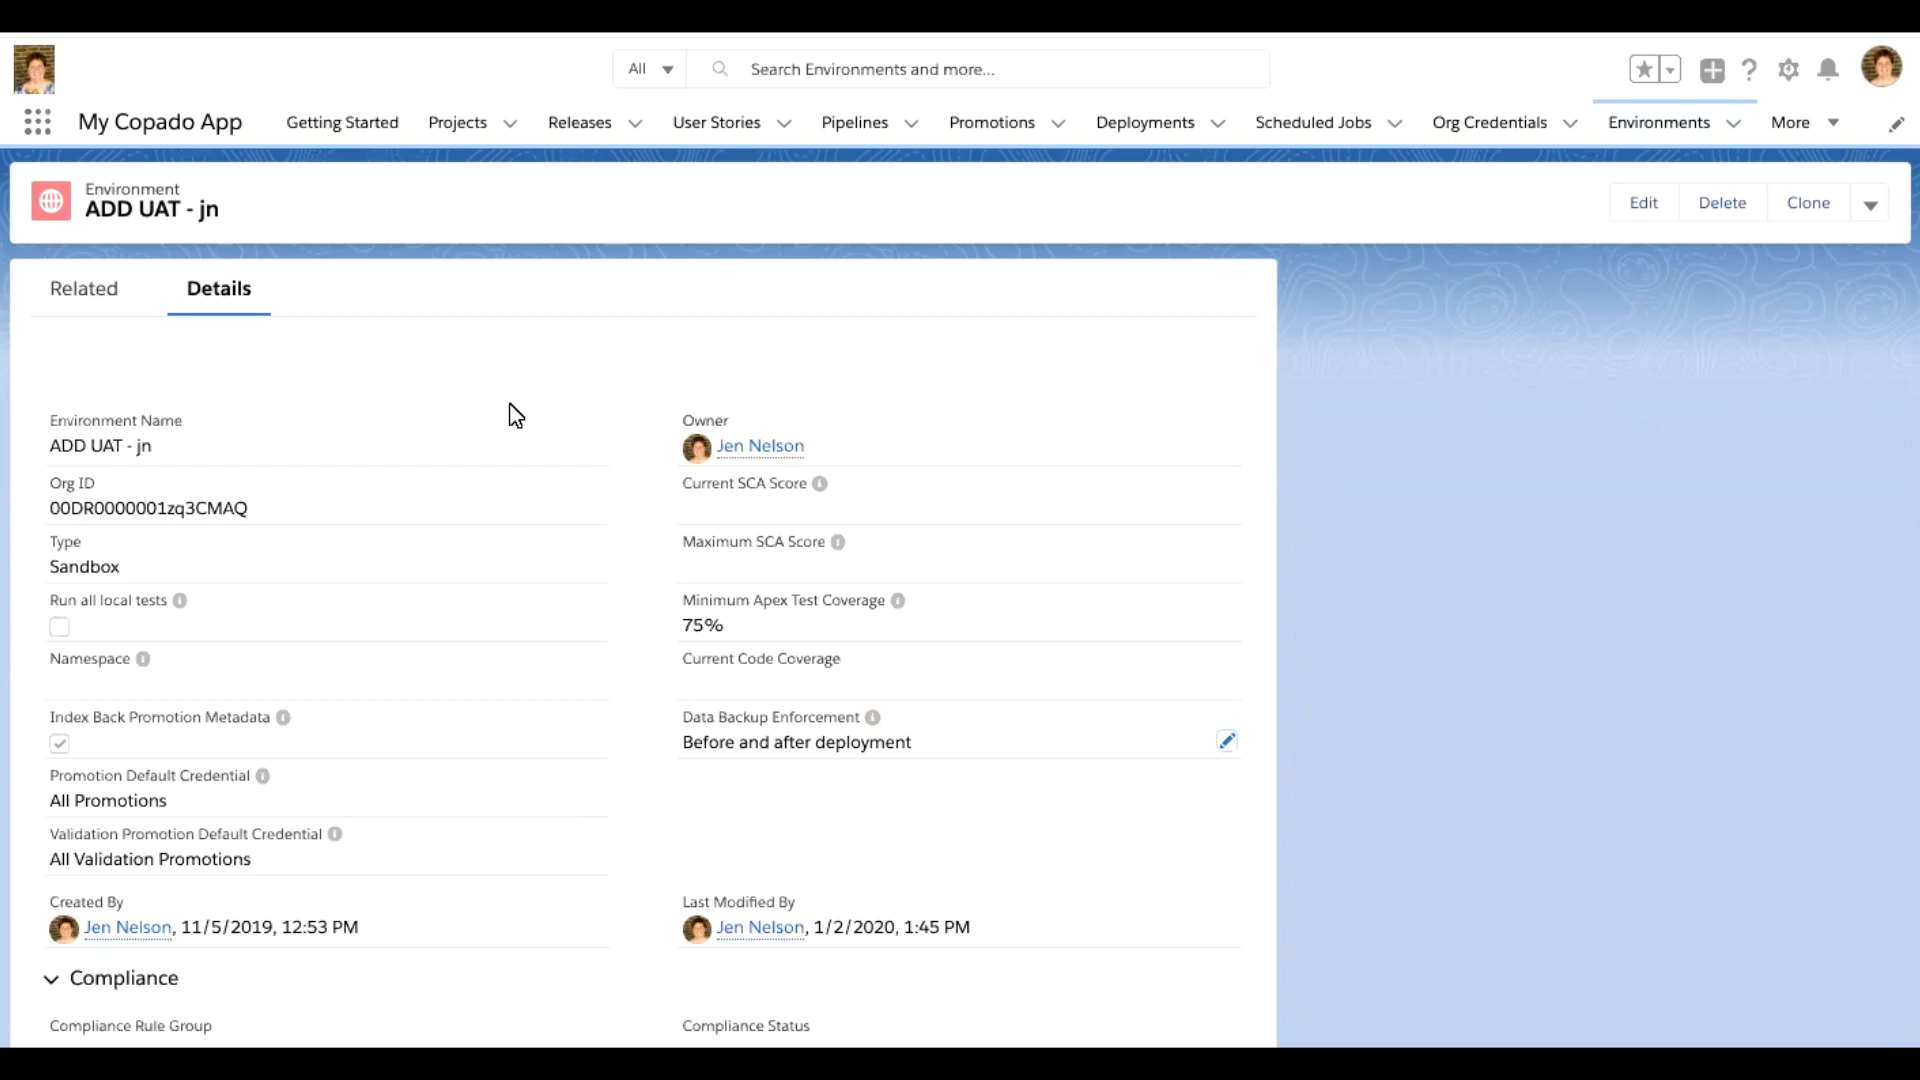 All
Search Environments and more...
My Copado App
Getting Started
Projects
Releases
User Stories
Pipelines
Promotions
Deployments
Scheduled Jobs
Org Credentials
Environments
More
Environment
ADD UAT - jn
Edit
Delete
Clone
Related
Details
Environment Name
ADD UAT - jn
Owner
Jen Nelson
Org ID
00DR0000001zq3CMAQ
Current SCA Score
Type
Sandbox
Maximum SCA Score
Run all local tests
Minimum Apex Test Coverage
75%
Namespace
Current Code Coverage
Index Back Promotion Metadata
Data Backup Enforcement
Before and after deployment
Promotion Default Credential
All Promotions
Validation Promotion Default Credential
All Validation Promotions
Created By
Jen Nelson, 11/5/2019, 12:53 PM
Last Modified By
Jen Nelson, 1/2/2020, 1:45 PM
Compliance
Compliance Rule Group
Compliance Status